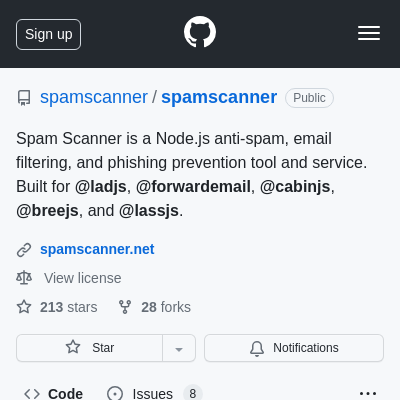 Sign up
spamscanner / spamscanner Public
Spam Scanner is a Node.js anti-spam, email
filtering, and phishing prevention tool and service.
Built for @ladjs, @forwardemail, @cabinjs,
@breejs, and @lassjs.
spamscanner.net
View license
213 stars 28 forks
Star Notifications
Code Issues 8